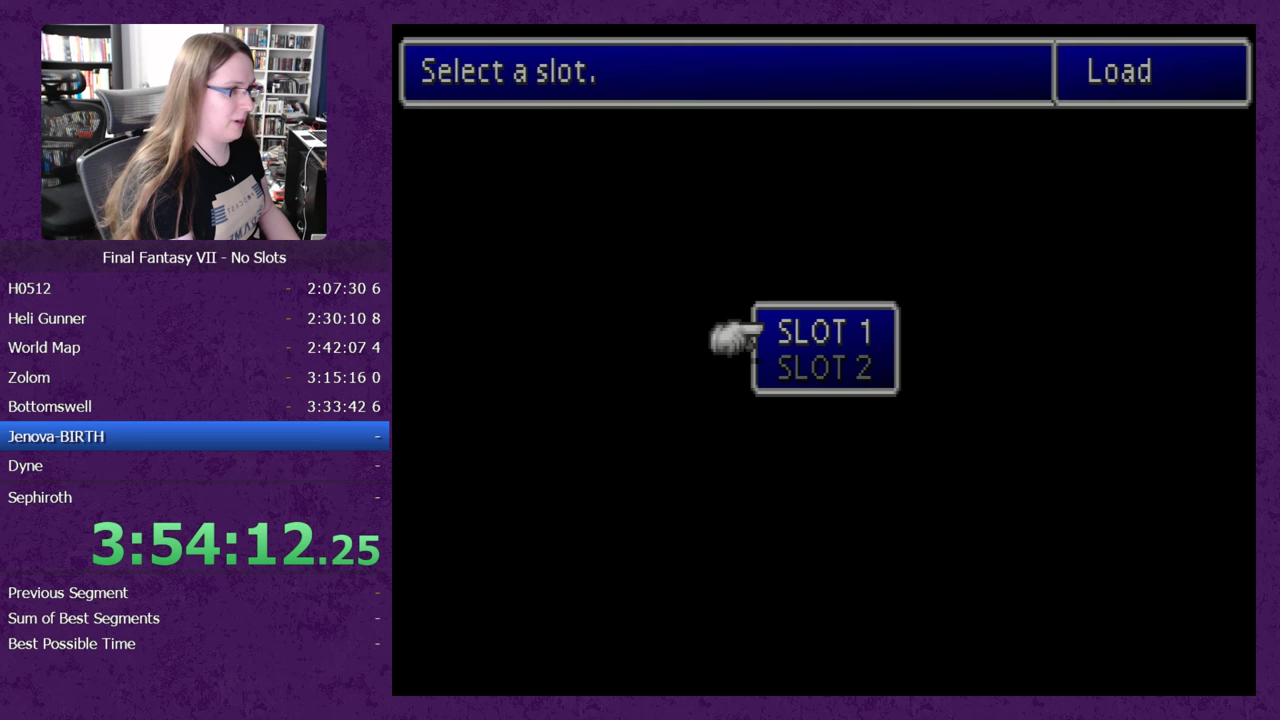 Select a slot.
Load
SLOT 1
SLOT 2
Final Fantasy VII - No Slots
H0512 - 2:07:30 6
Heli Gunner - 2:30:10 8
World Map - 2:42:07 4
Zolom - 3:15:16 0
Bottomswell - 3:33:42 6
Jenova-BIRTH -
Dyne -
Sephiroth -
3:54:12.25
Previous Segment -
Sum of Best Segments -
Best Possible Time -